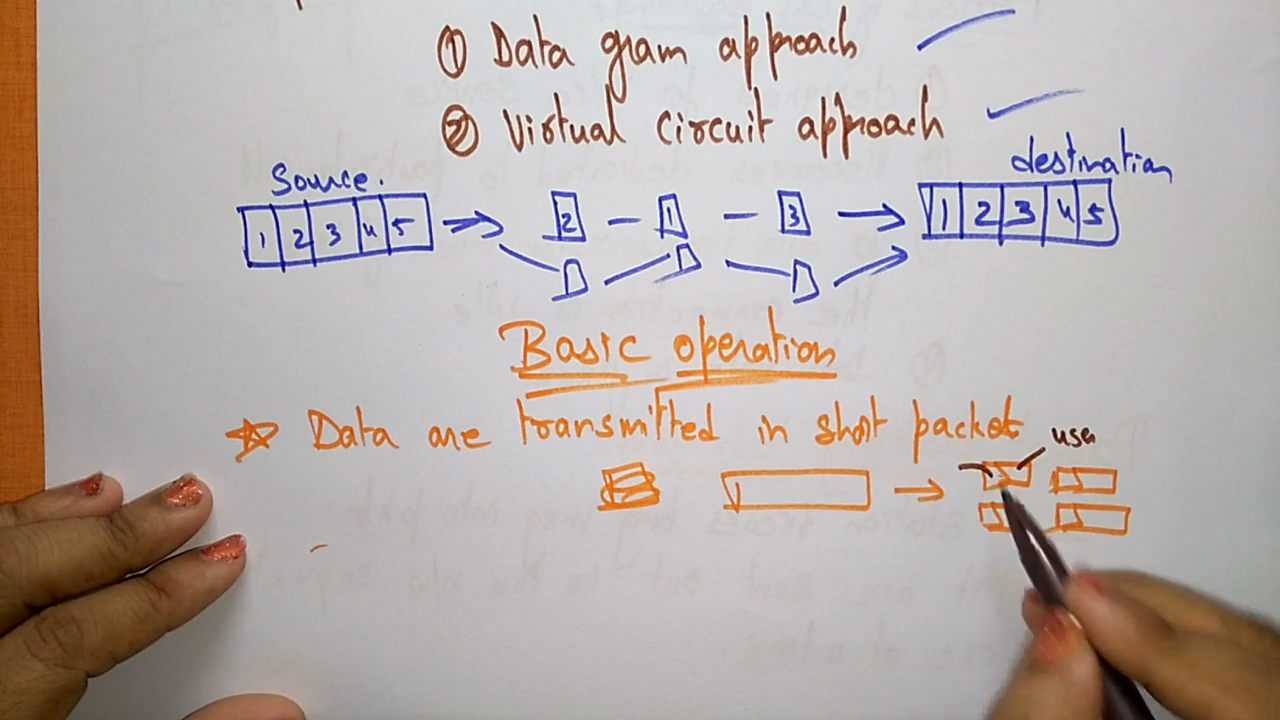 ① Data gram approach
② Virtual circuit approach
Source.
destination
1 2 3 4 5
2 1 3
1 2 3 4 5
Basic operation
Data are transmitted in short packet